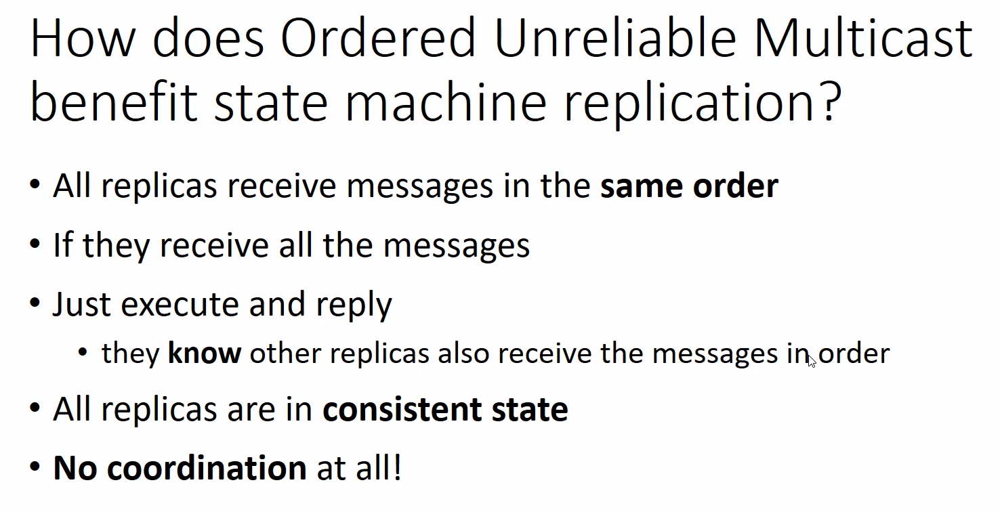 How does Ordered Unreliable Multicast
benefit state machine replication?
• All replicas receive messages in the same order
• If they receive all the messages
• Just execute and reply
• they know other replicas also receive the messages in order
• All replicas are in consistent state
• No coordination at all!